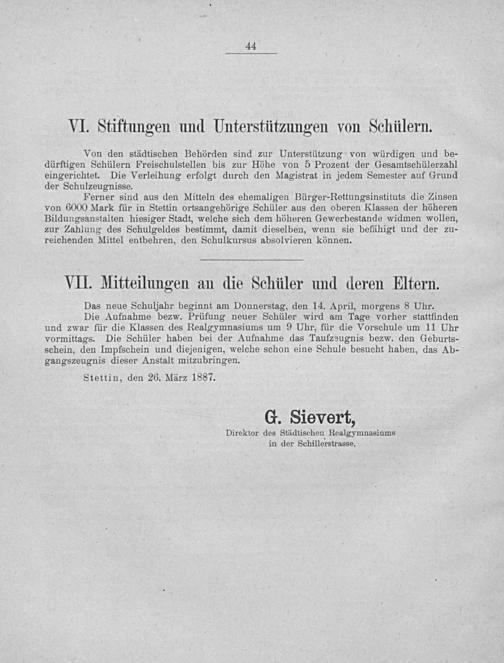 44
VI. Stiftungen und Unterstützungen von Schülern.
Von den städtischen Behörden sind zur Unterstützung von würdigen und be-
dürftigen Schülern Freischulstellen bis zur Höhe von 5 Prozent der Gesamtschülerzahl
eingerichtet. Die Verleihung erfolgt durch den Magistrat in jedem Semester auf Grund
der Schulzeugnisse.
Ferner sind aus den Mitteln des ehemaligen Bürger-Rettungsinstituts die Zinsen
von 6000 Mark für in Stettin ortsangehörige Schüler aus den oberen Klassen der höheren
Bildungsanstalten hiesiger Stadt, welche sich dem höheren Gewerbestande widmen wollen,
zur Zahlung des Schulgeldes bestimmt, damit dieselben, wenn sie befähigt und der zu-
reichenden Mittel entbehren, den Schulkursus absolvieren können.
VII. Mitteilungen an die Schüler und deren Eltern.
Das neue Schuljahr beginnt am Donnerstag, den 14. April, morgens 8 Uhr.
Die Aufnahme bezw. Prüfung neuer Schüler wird am Tage vorher stattfinden
und zwar für die Klassen des Realgymnasiums um 9 Uhr, für die Vorschule um 11 Uhr
vormittags. Die Schüler haben bei der Aufnahme das Taufzeugnis bezw. den Geburts-
schein, den Impfschein und diejenigen, welche schon eine Schule besucht haben, das Ab-
gangszeugnis dieser Anstalt mitzubringen.
Stettin, den 26. März 1887.
G. Sievert,
Direktor des Städtischen Realgymnasiums
in der Schillerstrasse.